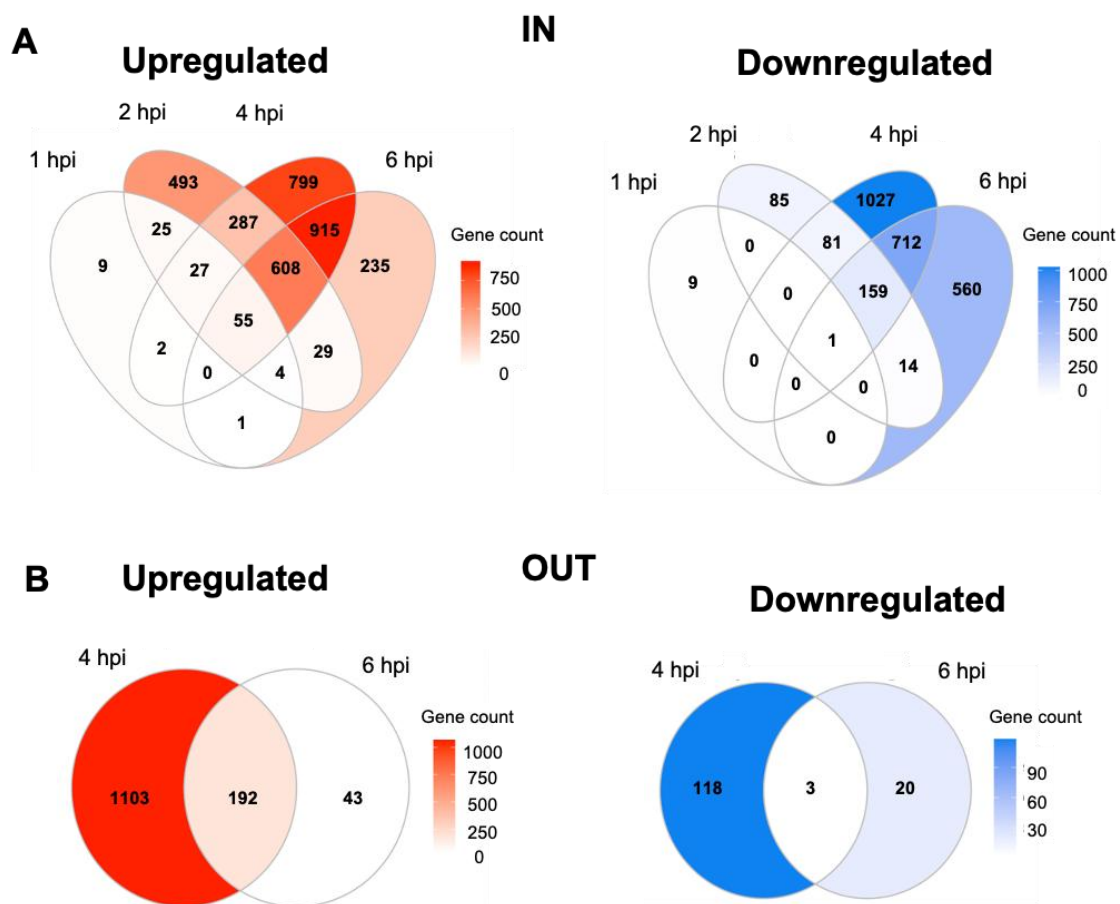 A
IN
Upregulated
Downregulated
2 hpi
4 hpi
1 hpi
6 hpi
493
799
25
287
915
9
27
608
235
55
2
0
4
29
1
Gene count
750
500
250
0
2 hpi
4 hpi
1 hpi
6 hpi
85
1027
0
81
712
9
0
159
560
1
0
0
0
14
0
Gene count
1000
750
500
250
0
B
OUT
Upregulated
Downregulated
4 hpi
6 hpi
1103
192
43
Gene count
1000
750
500
250
0
4 hpi
6 hpi
118
3
20
Gene count
90
60
30